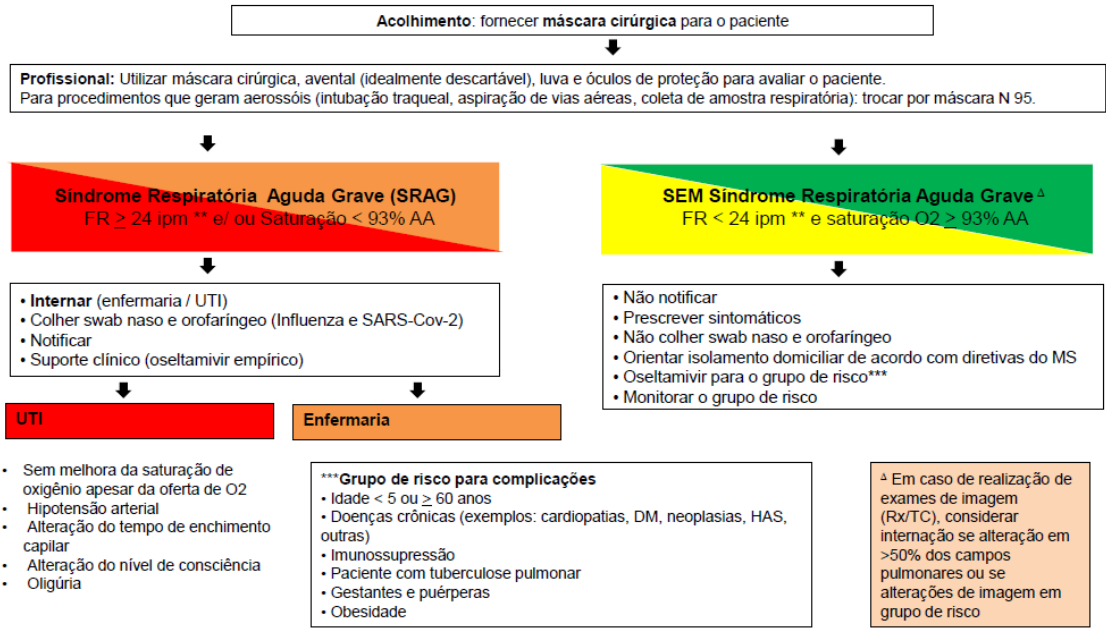 Acolhimento: fornecer máscara cirúrgica para o paciente
Profissional: Utilizar máscara cirúrgica, avental (idealmente descartável), luva e óculos de proteção para avaliar o paciente.
Para procedimentos que geram aerossóis (intubação traqueal, aspiração de vias aéreas, coleta de amostra respiratória): trocar por máscara N 95.
Síndrome Respiratória Aguda Grave (SRAG)
FR ≥ 24 ipm ** e/ ou Saturação < 93% AA
SEM Síndrome Respiratória Aguda Grave Δ
FR < 24 ipm ** e saturação O2 ≥ 93% AA
• Internar (enfermaria / UTI)
• Colher swab naso e orofaríngeo (Influenza e SARS-Cov-2)
• Notificar
• Suporte clínico (oseltamivir empírico)
• Não notificar
• Prescrever sintomáticos
• Não colher swab naso e orofaríngeo
• Orientar isolamento domiciliar de acordo com diretivas do MS
• Oseltamivir para o grupo de risco***
• Monitorar o grupo de risco
UTI
Enfermaria
• Sem melhora da saturação de
oxigênio apesar da oferta de O2
• Hipotensão arterial
• Alteração do tempo de enchimento
capilar
• Alteração do nível de consciência
• Oligúria
***Grupo de risco para complicações
• Idade < 5 ou ≥ 60 anos
• Doenças crônicas (exemplos: cardiopatias, DM, neoplasias, HAS,
outras)
• Imunossupressão
• Paciente com tuberculose pulmonar
• Gestantes e puérperas
• Obesidade
Δ Em caso de realização de
exames de imagem
(Rx/TC), considerar
internação se alteração em
>50% dos campos
pulmonares ou se
alterações de imagem em
grupo de risco